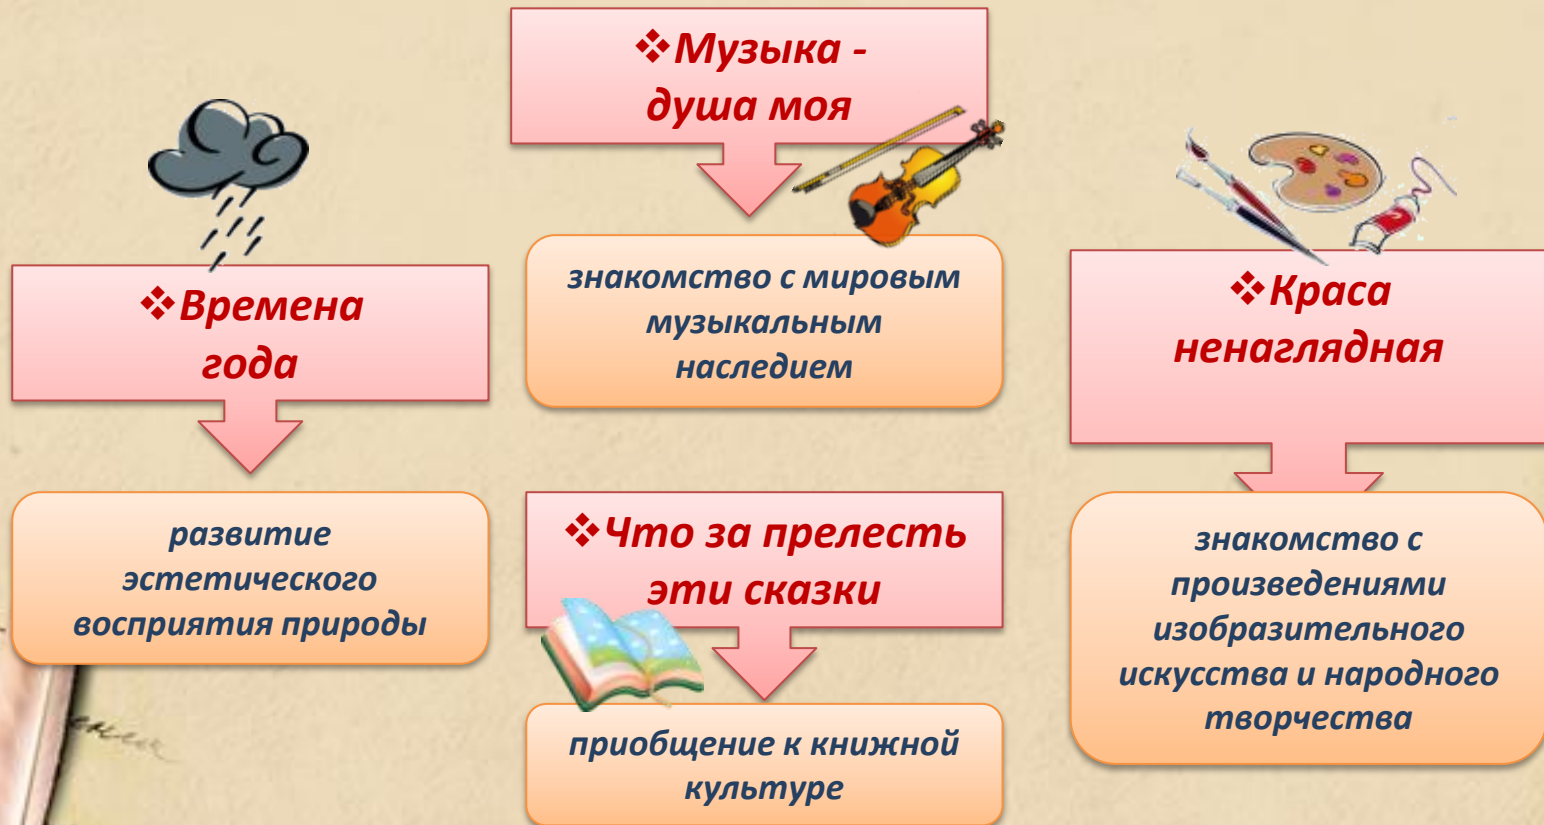 ❖Музыка -
душа моя
знакомство с мировым
музыкальным
наследием
❖Времена
года
развитие
эстетического
восприятия природы
❖Что за прелесть
эти сказки
приобщение к книжной
культуре
❖Краса
ненаглядная
знакомство с
произведениями
изобразительного
искусства и народного
творчества